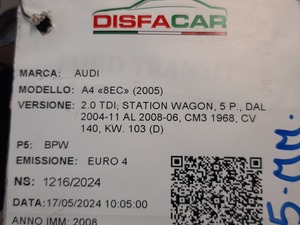 DISFACAR
MARCA: AUDI
MODELLO: A4 «8EC» (2005)
VERSIONE: 2.0 TDI; STATION WAGON, 5 P., DAL
2004-11 AL 2008-06, CM3 1968, CV
140, KW. 103 (D)
P5: BPW
EMISSIONE: EURO 4
NS: 1216/2024
DATA:17/05/2024 10:05:00
ANNO IMM: 2008
5.MM.